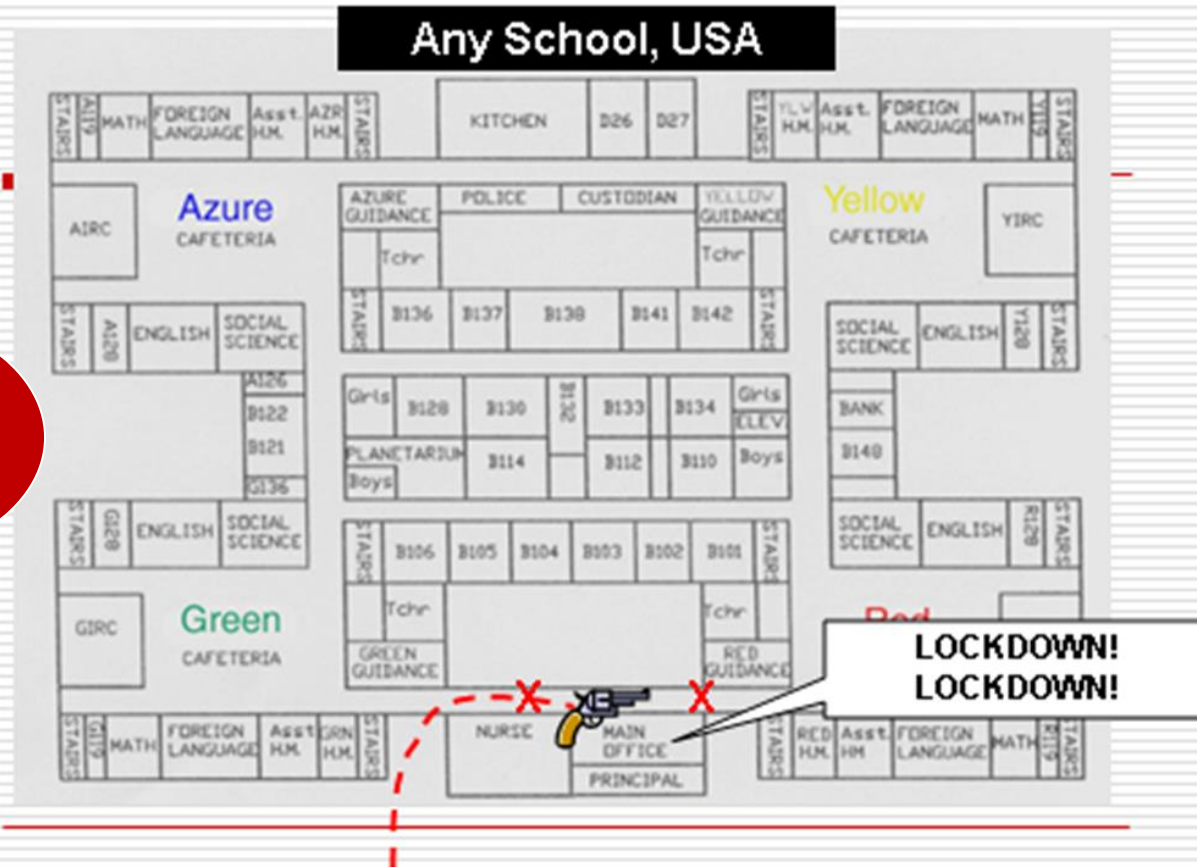 Any School, USA
STAIRS A119 MATH FOREIGN LANGUAGE Asst. H.M. AZR H.M. STAIRS
KITCHEN D26 D27
STAIRS YLW H.M. Asst. H.M. FOREIGN LANGUAGE MATH Y119 STAIRS
AIRC
Azure
CAFETERIA
AZURE GUIDANCE
POLICE
CUSTODIAN
YELLOW GUIDANCE
Yellow
CAFETERIA
YIRC
Tchr
Tchr
STAIRS A128 ENGLISH SOCIAL SCIENCE
STAIRS B136 B137 B138 B141 B142 STAIRS
SOCIAL SCIENCE ENGLISH Y128 STAIRS
A126
B122
B121
G136
Girls B128 B130 B132 B133 B134 Girls
ELEV.
PLANETARIUM B114 B112 B110 Boys
Boys
BANK
B148
STAIRS G128 ENGLISH SOCIAL SCIENCE
STAIRS B106 B105 B104 B103 B102 B101 STAIRS
SOCIAL SCIENCE ENGLISH R128 STAIRS
GIRC
Green
CAFETERIA
Tchr
Tchr
GREEN GUIDANCE
RED GUIDANCE
Red
LOCKDOWN!
LOCKDOWN!
X X
STAIRS G119 MATH FOREIGN LANGUAGE Asst H.M. GRN H.M. STAIRS
NURSE
MAIN OFFICE
PRINCIPAL
STAIRS RED H.M. Asst. HM FOREIGN LANGUAGE MATH R119 STAIRS